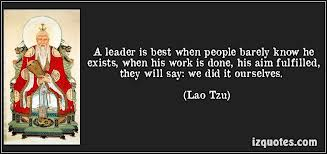 A leader is best when people barely know he
exists, when his work is done, his aim fulfilled,
they will say: we did it ourselves.
(Lao Tzu)
izquotes.com